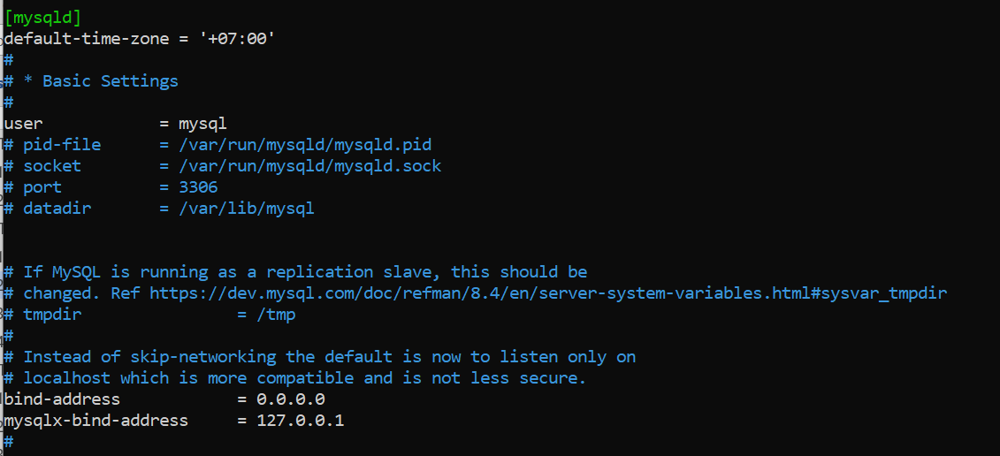 [mysqld]
default-time-zone = '+07:00'
#
# * Basic Settings
#
user            = mysql
# pid-file      = /var/run/mysqld/mysqld.pid
# socket        = /var/run/mysqld/mysqld.sock
# port          = 3306
# datadir       = /var/lib/mysql
# If MySQL is running as a replication slave, this should be
# changed. Ref https://dev.mysql.com/doc/refman/8.4/en/server-system-variables.html#sysvar_tmpdir
# tmpdir                = /tmp
#
# Instead of skip-networking the default is now to listen only on
# localhost which is more compatible and is not less secure.
bind-address            = 0.0.0.0
mysqlx-bind-address     = 127.0.0.1
#